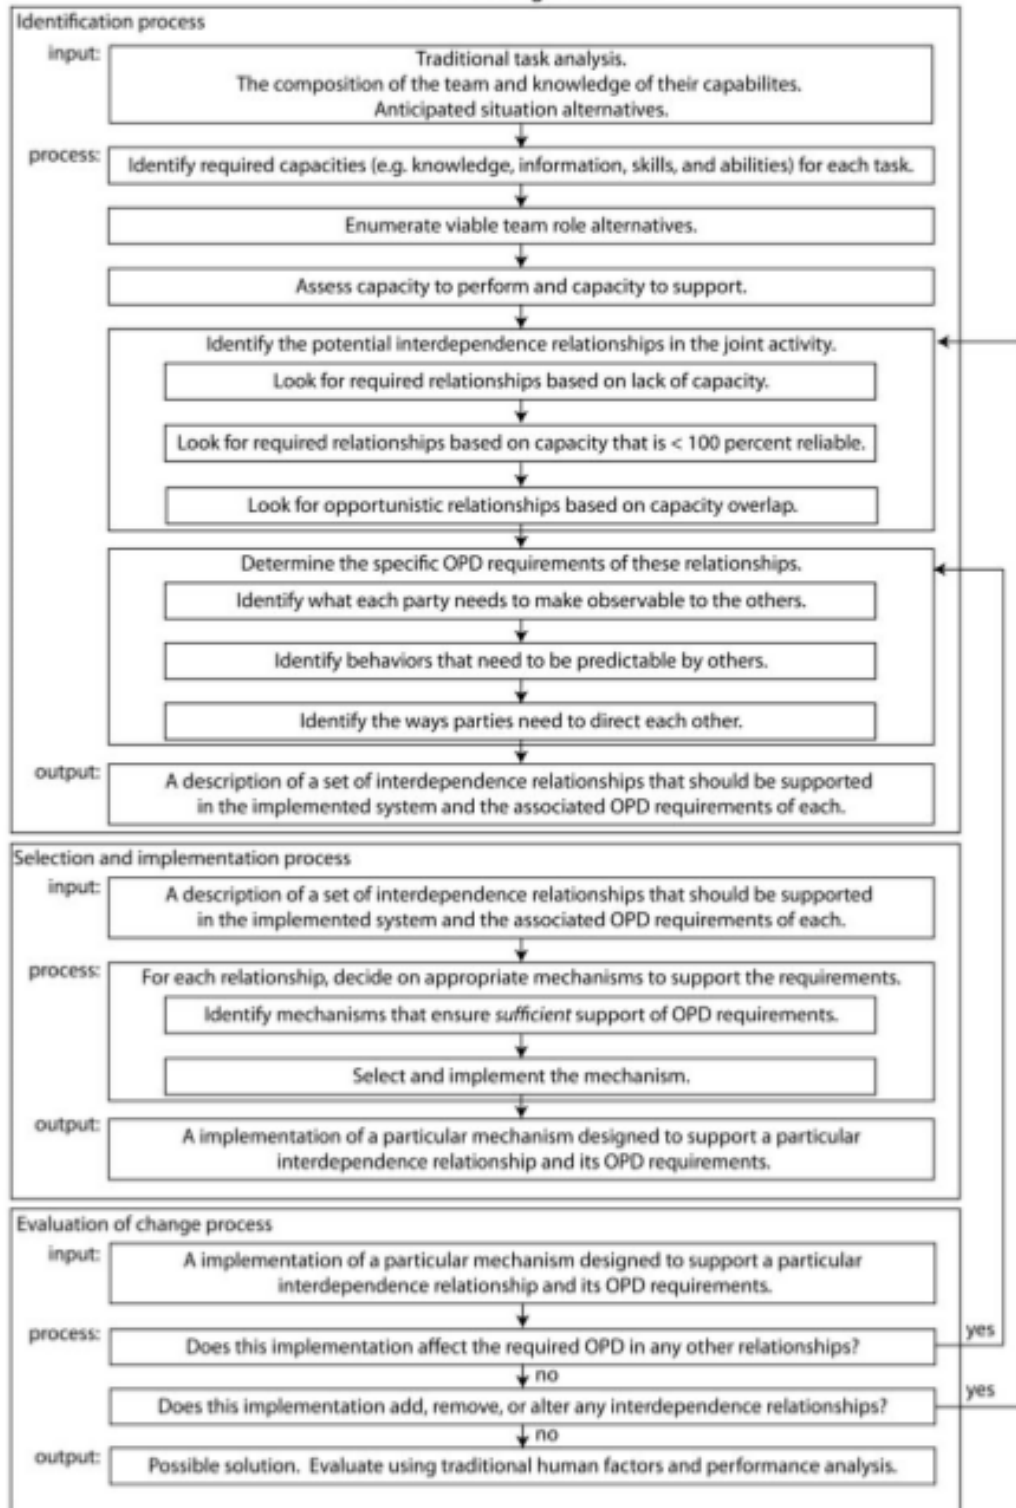 Identification process
input:
Traditional task analysis.
The composition of the team and knowledge of their capabilites.
Anticipated situation alternatives.
process:
Identify required capacities (e.g. knowledge, information, skills, and abilities) for each task.
Enumerate viable team role alternatives.
Assess capacity to perform and capacity to support.
Identify the potential interdependence relationships in the joint activity.
Look for required relationships based on lack of capacity.
Look for required relationships based on capacity that is < 100 percent reliable.
Look for opportunistic relationships based on capacity overlap.
Determine the specific OPD requirements of these relationships.
Identify what each party needs to make observable to the others.
Identify behaviors that need to be predictable by others.
Identify the ways parties need to direct each other.
output:
A description of a set of interdependence relationships that should be supported
in the implemented system and the associated OPD requirements of each.
Selection and implementation process
input:
A description of a set of interdependence relationships that should be supported
in the implemented system and the associated OPD requirements of each.
process:
For each relationship, decide on appropriate mechanisms to support the requirements.
Identify mechanisms that ensure sufficient support of OPD requirements.
Select and implement the mechanism.
output:
A implementation of a particular mechanism designed to support a particular
interdependence relationship and its OPD requirements.
Evaluation of change process
input:
A implementation of a particular mechanism designed to support a particular
interdependence relationship and its OPD requirements.
process:
Does this implementation affect the required OPD in any other relationships?
yes
no
Does this implementation add, remove, or alter any interdependence relationships?
yes
no
output:
Possible solution. Evaluate using traditional human factors and performance analysis.